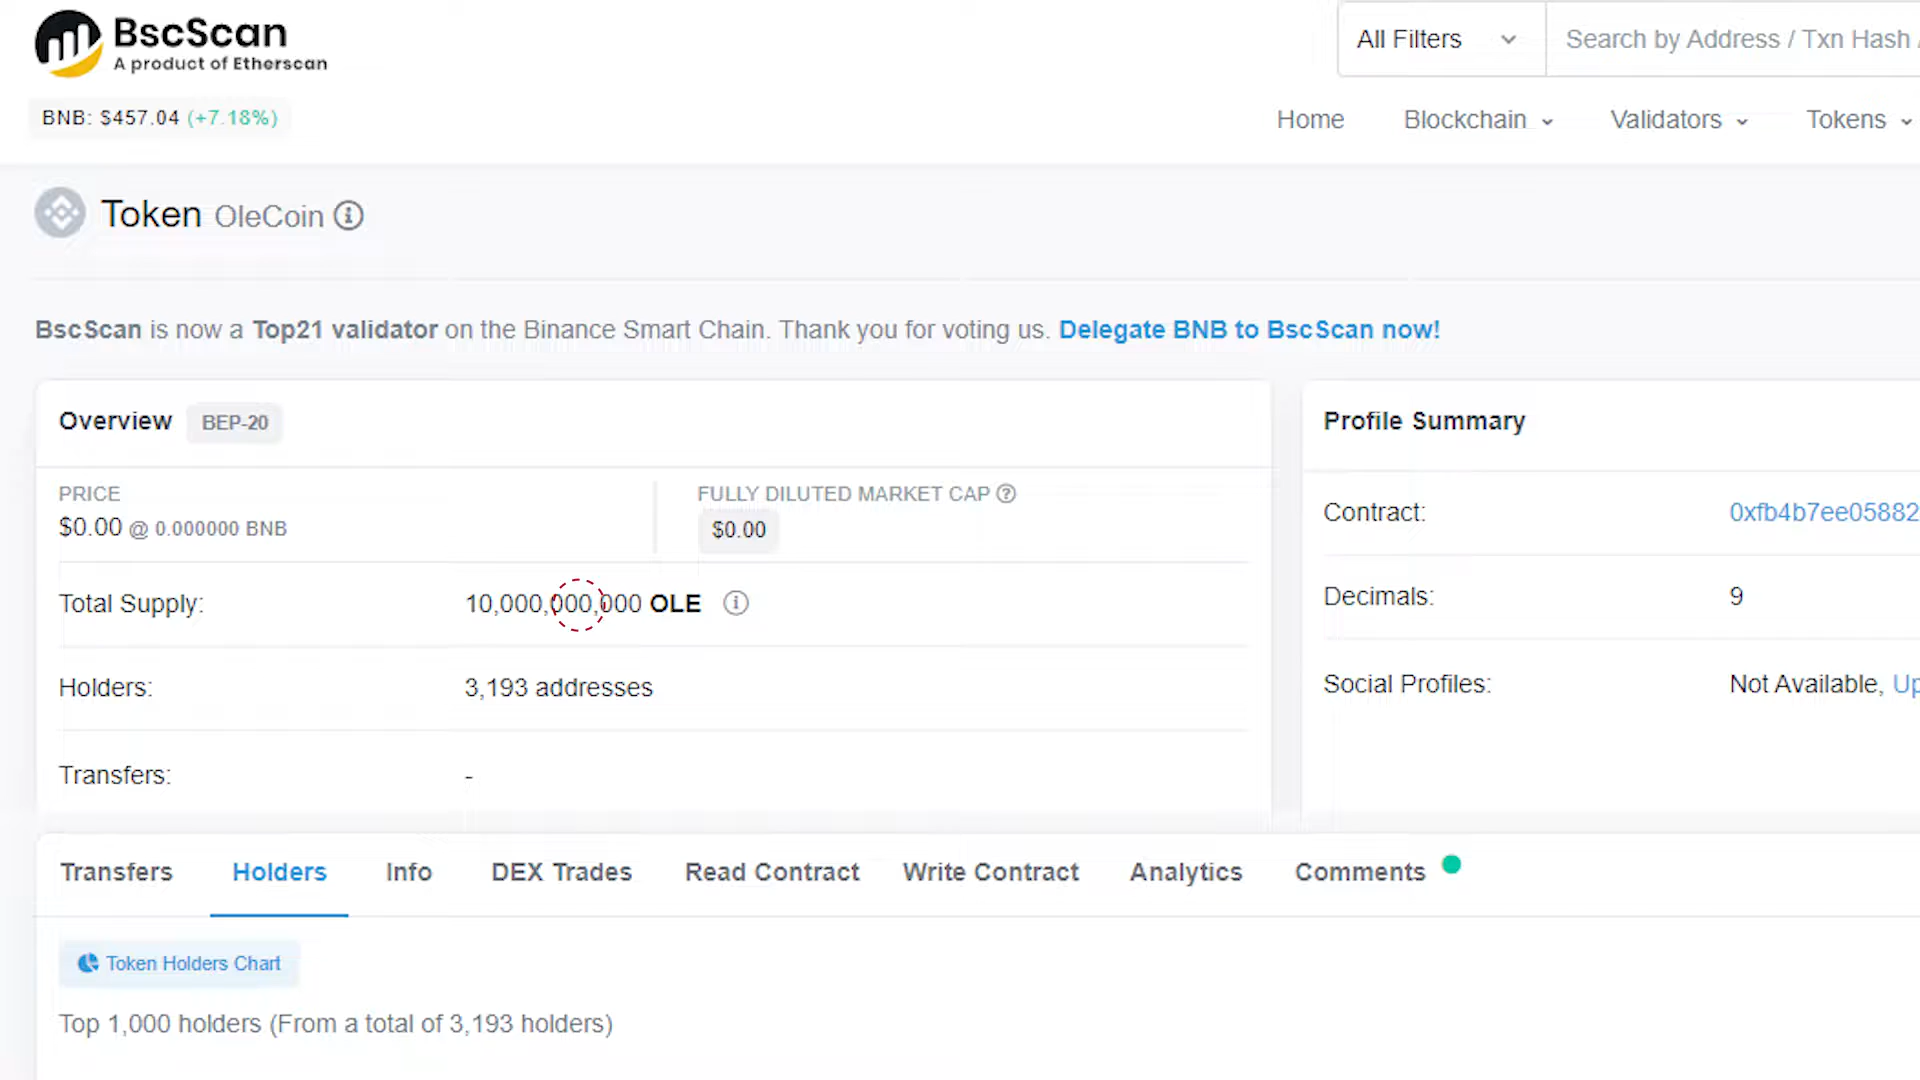 BscScan
A product of Etherscan
All Filters
Search by Address / Txn Hash /
BNB: $457.04 (+7.18%)
Home Blockchain Validators Tokens
Token OleCoin
BscScan is now a Top21 validator on the Binance Smart Chain. Thank you for voting us. Delegate BNB to BscScan now!
Overview BEP-20
PRICE
$0.00 @ 0.000000 BNB
FULLY DILUTED MARKET CAP
$0.00
Total Supply: 10,000,000,000 OLE
Holders: 3,193 addresses
Transfers: -
Profile Summary
Contract: 0xfb4b7ee05882
Decimals: 9
Social Profiles: Not Available, Up
Transfers Holders Info DEX Trades Read Contract Write Contract Analytics Comments
Token Holders Chart
Top 1,000 holders (From a total of 3,193 holders)